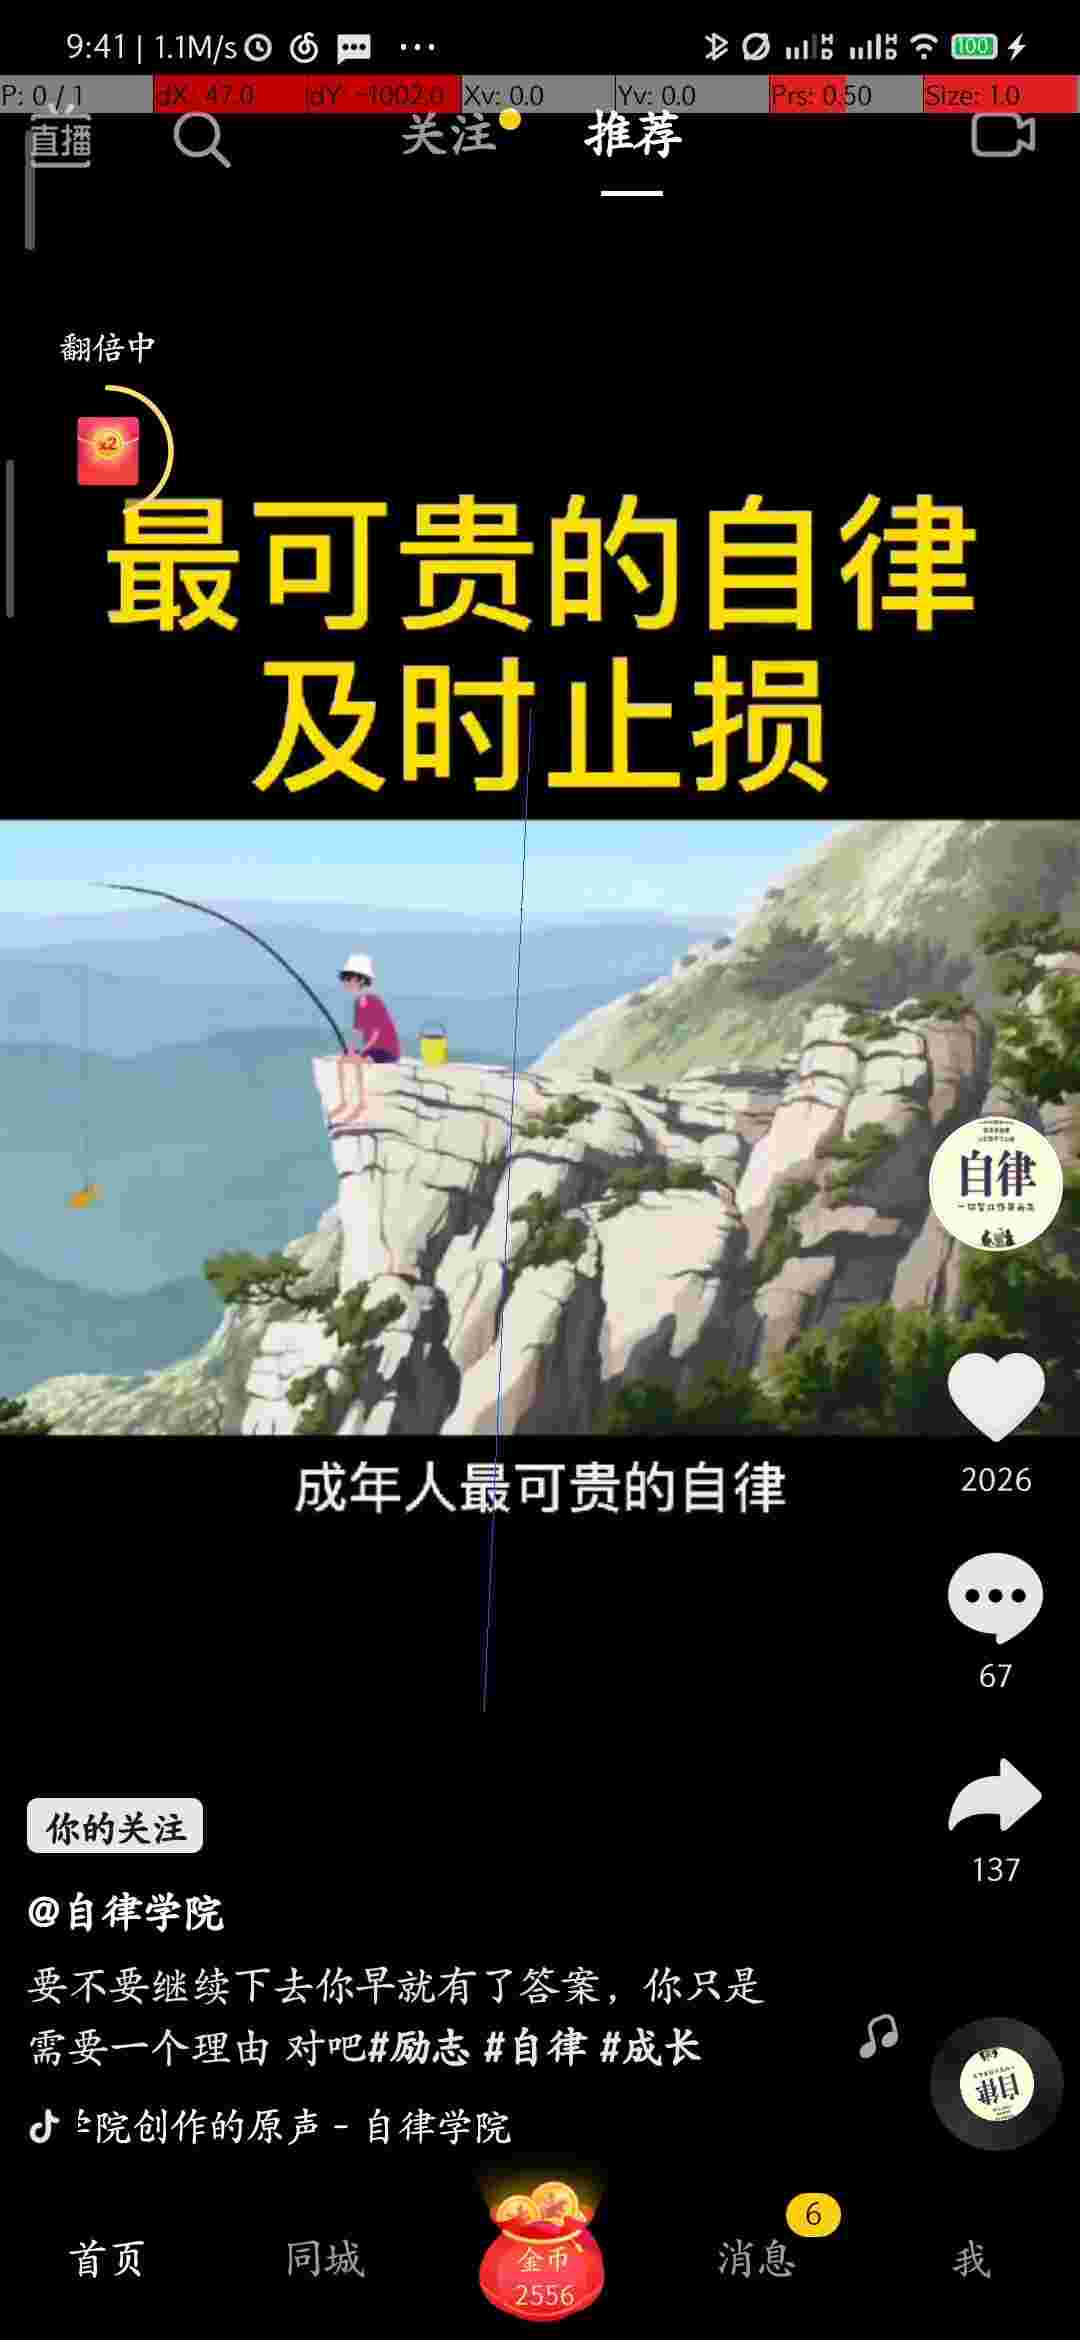 9:41 | 1.1M/s
100
P: 0 / 1
dX: 47.0
dY: -1002.0
Xv: 0.0
Yv: 0.0
Prs: 0.50
Size: 1.0
直播
关注
推荐
翻倍中
x2
最可贵的自律
及时止损
自律
成年人最可贵的自律
2026
67
137
你的关注
@自律学院
要不要继续下去你早就有了答案，你只是
需要一个理由 对吧#励志 #自律 #成长
院创作的原声 - 自律学院
自律
首页
同城
金币
2556
消息
6
我